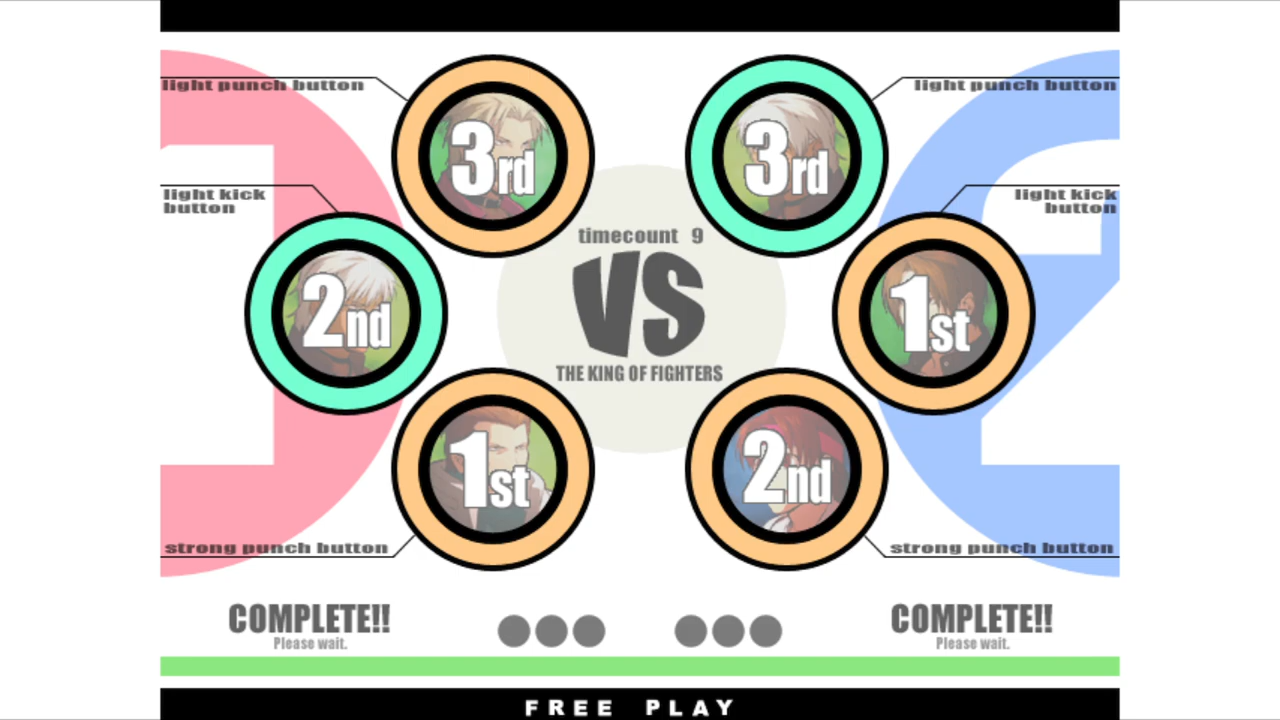 light punch button
light punch button
3rd
3rd
light kick
button
light kick
button
timecount 9
VS
THE KING OF FIGHTERS
2nd
1st
1st
2nd
strong punch button
strong punch button
COMPLETE!!
Please wait.
COMPLETE!!
Please wait.
FREE PLAY